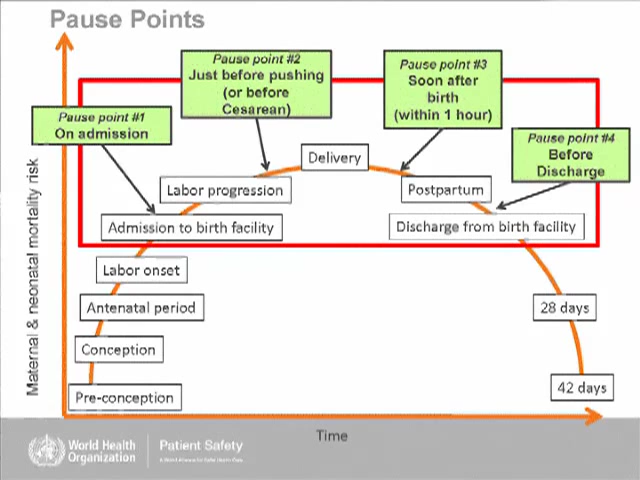 Pause Points
Pause point #1
On admission
Pause point #2
Just before pushing
(or before
Cesarean)
Pause point #3
Soon after
birth
(within 1 hour)
Pause point #4
Before
Discharge
Delivery
Labor progression
Postpartum
Admission to birth facility
Discharge from birth facility
Labor onset
Antenatal period
28 days
Conception
Pre-conception
42 days
Maternal & neonatal mortality risk
Time
World Health
Organization
Patient Safety